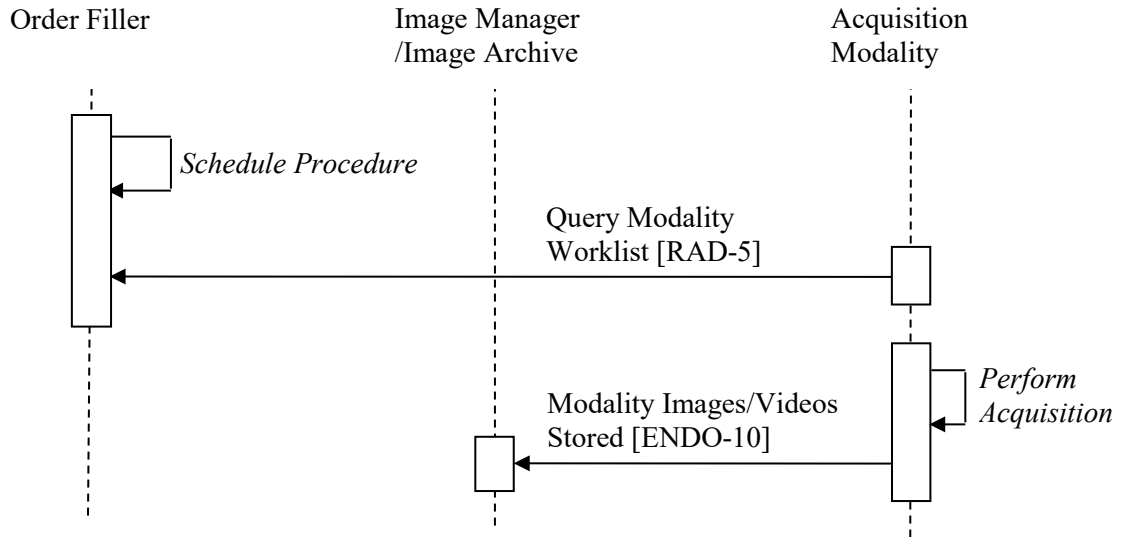 Order Filler
Image Manager
/Image Archive
Acquisition
Modality
Schedule Procedure
Query Modality
Worklist [RAD-5]
Perform
Acquisition
Modality Images/Videos
Stored [ENDO-10]